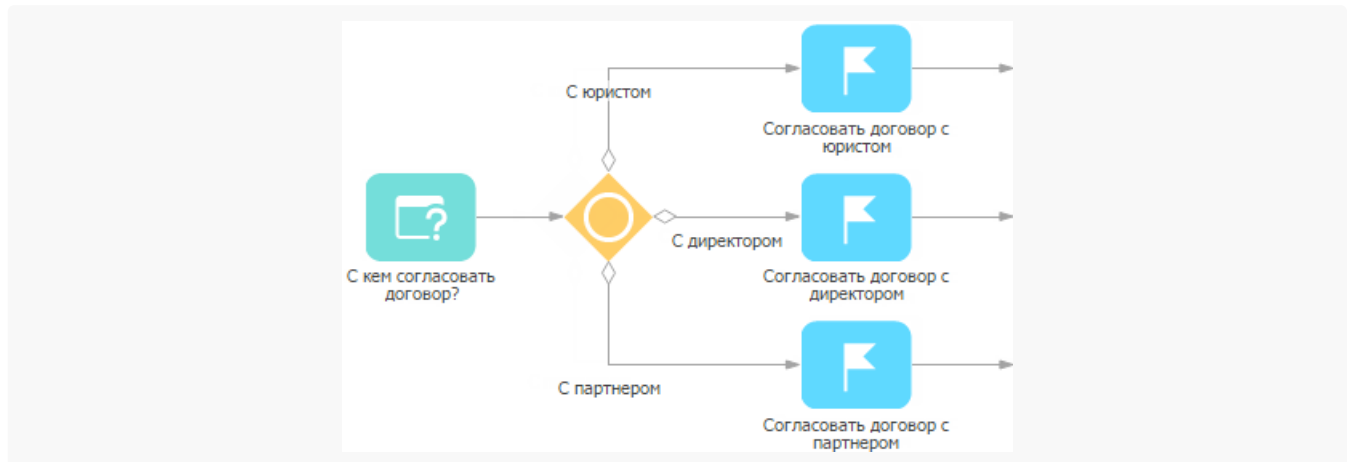 С юристом
Согласовать договор с
юристом
С кем согласовать
договор?
С директором
Согласовать договор с
директором
С партнером
Согласовать договор с
партнером